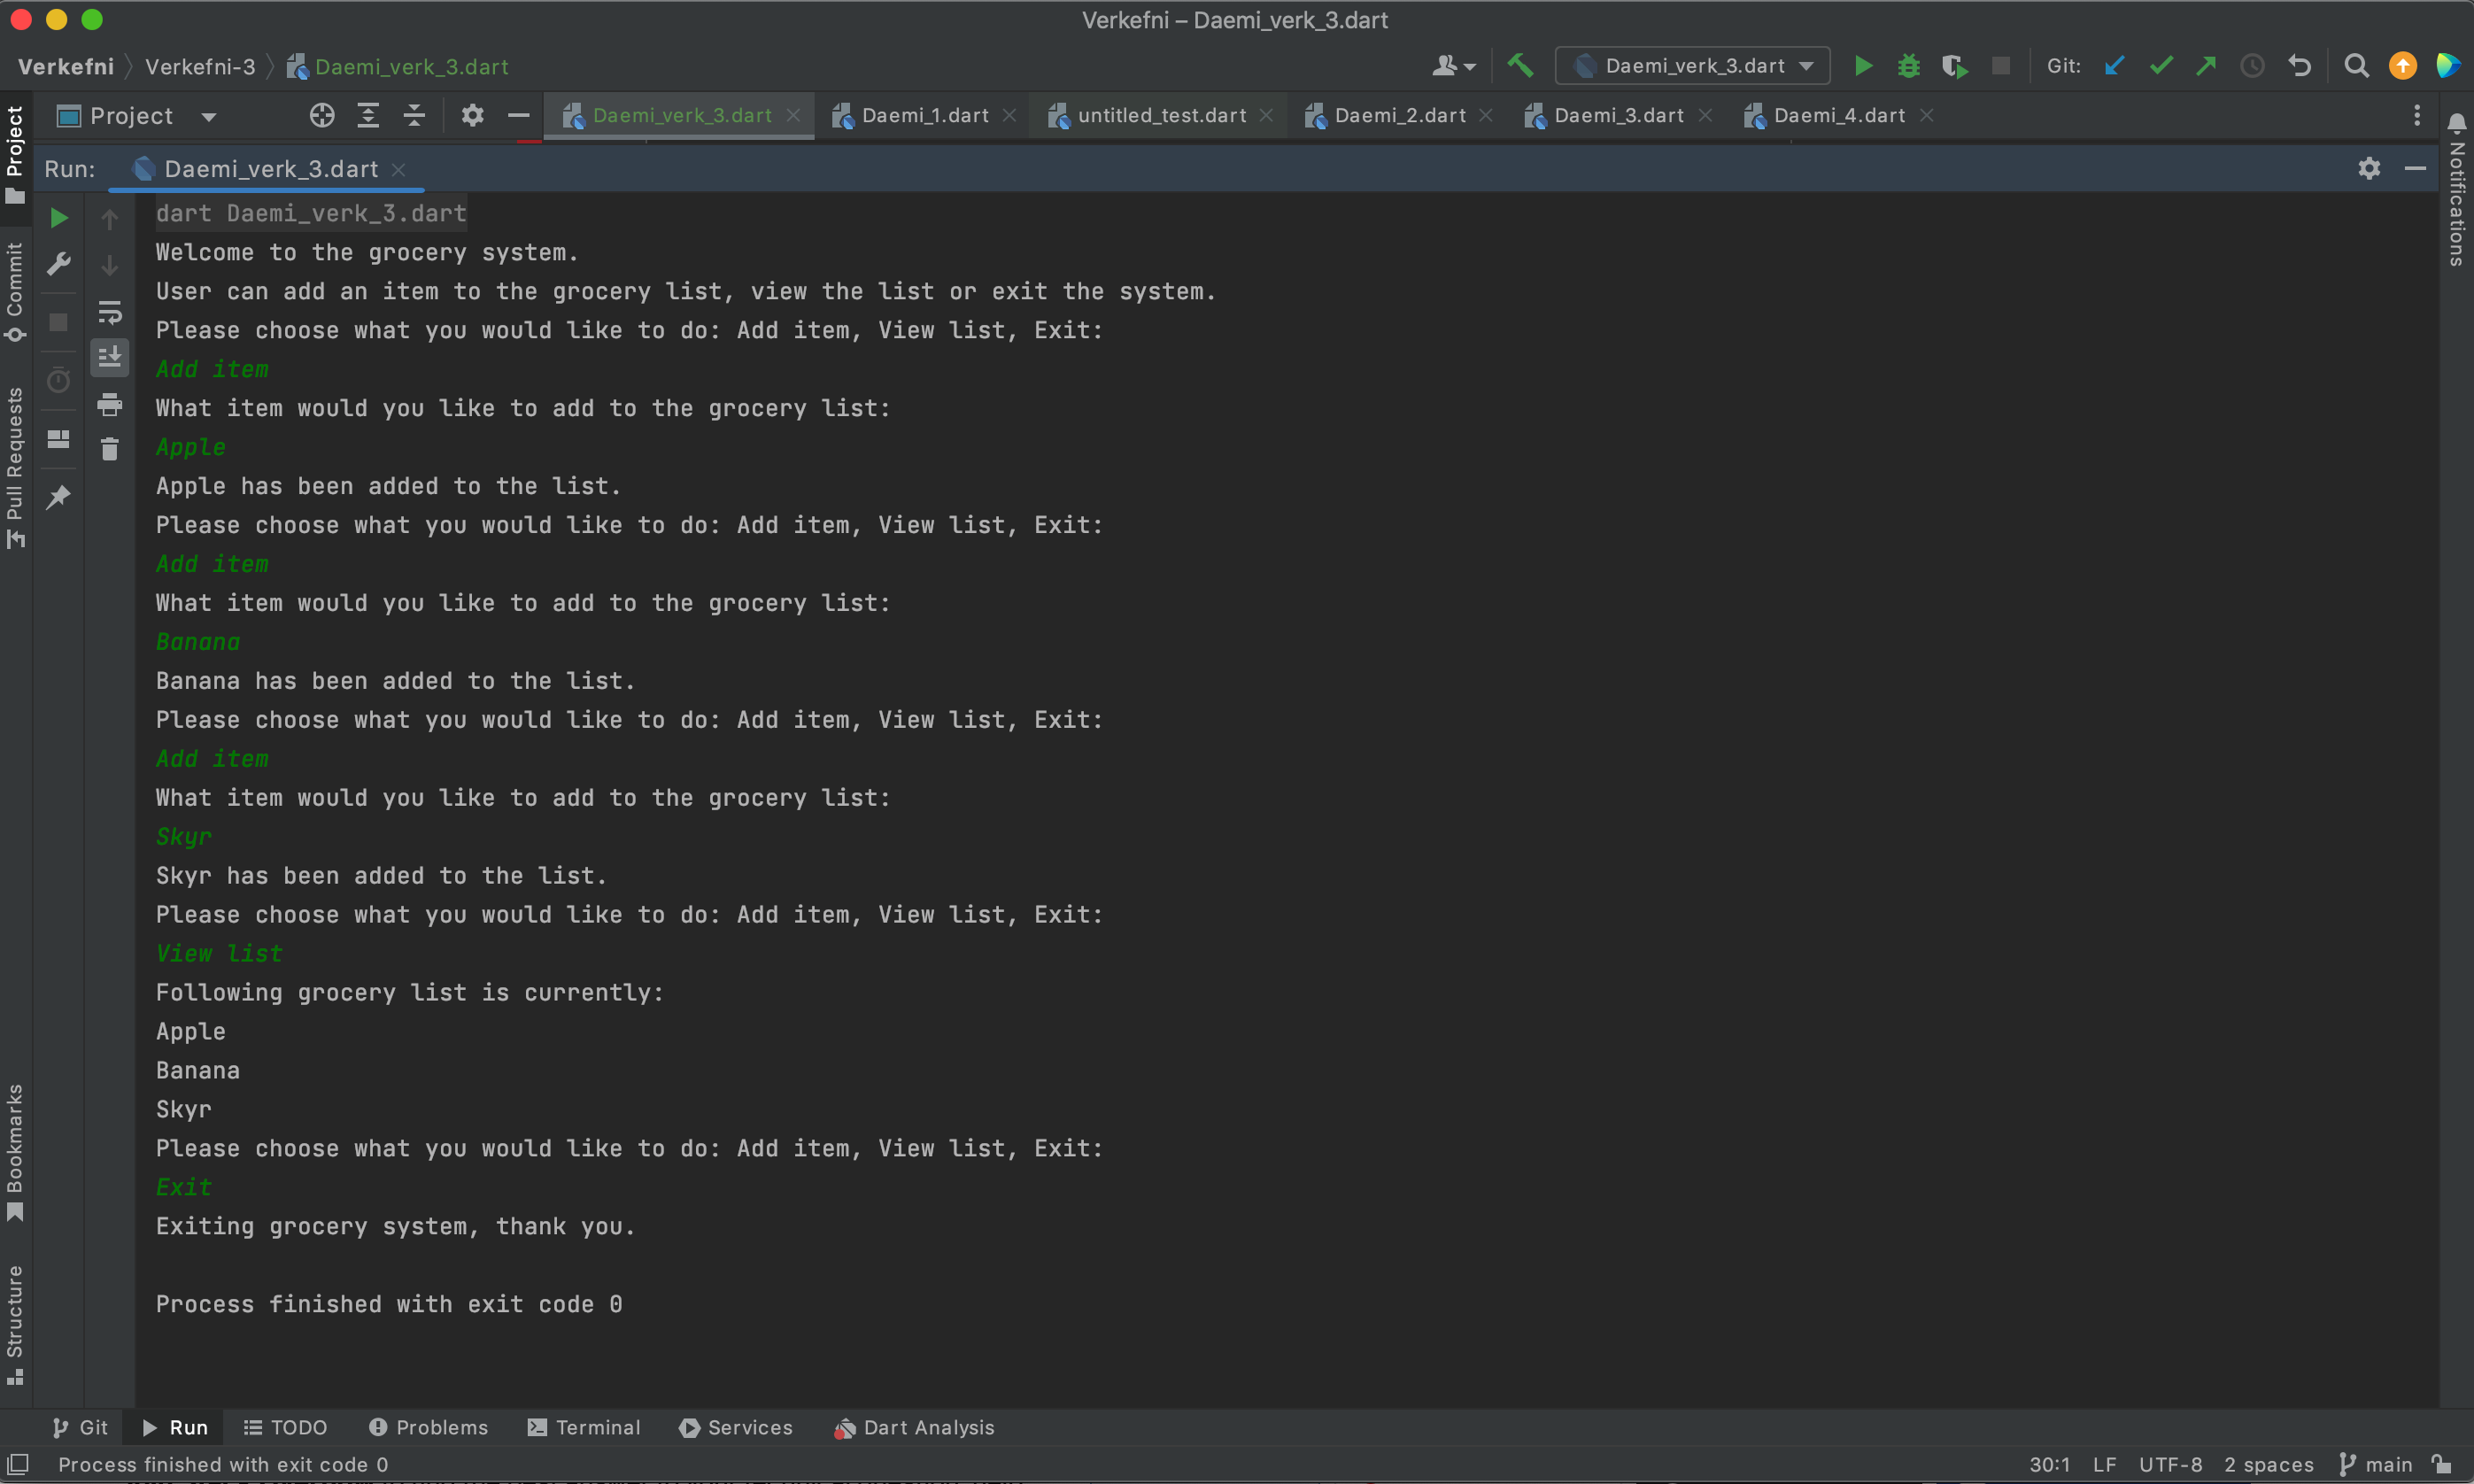 Verkefni – Daemi_verk_3.dart
Verkefni Verkefni-3 Daemi_verk_3.dart Daemi_verk_3.dart Git:
Project Daemi_verk_3.dart Daemi_1.dart untitled_test.dart Daemi_2.dart Daemi_3.dart Daemi_4.dart
Run: Daemi_verk_3.dart
Project
Commit
Pull Requests
Bookmarks
Structure
Notifications
dart Daemi_verk_3.dart
Welcome to the grocery system.
User can add an item to the grocery list, view the list or exit the system.
Please choose what you would like to do: Add item, View list, Exit:
Add item
What item would you like to add to the grocery list:
Apple
Apple has been added to the list.
Please choose what you would like to do: Add item, View list, Exit:
Add item
What item would you like to add to the grocery list:
Banana
Banana has been added to the list.
Please choose what you would like to do: Add item, View list, Exit:
Add item
What item would you like to add to the grocery list:
Skyr
Skyr has been added to the list.
Please choose what you would like to do: Add item, View list, Exit:
View list
Following grocery list is currently:
Apple
Banana
Skyr
Please choose what you would like to do: Add item, View list, Exit:
Exit
Exiting grocery system, thank you.
Process finished with exit code 0
Git Run TODO Problems Terminal Services Dart Analysis
Process finished with exit code 0 30:1 LF UTF-8 2 spaces main